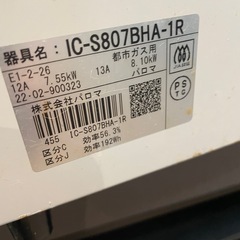 器具名：IC-S807BHA-1R
E1-2-26 都市ガス用
12A 7.55kW 13A 8.10kW
22.02-900323 パロマ
株式会社パロマ
455 IC-S807BHA-1R
区分C 効率56.3%
区分J 効率192Wh
PS
TG